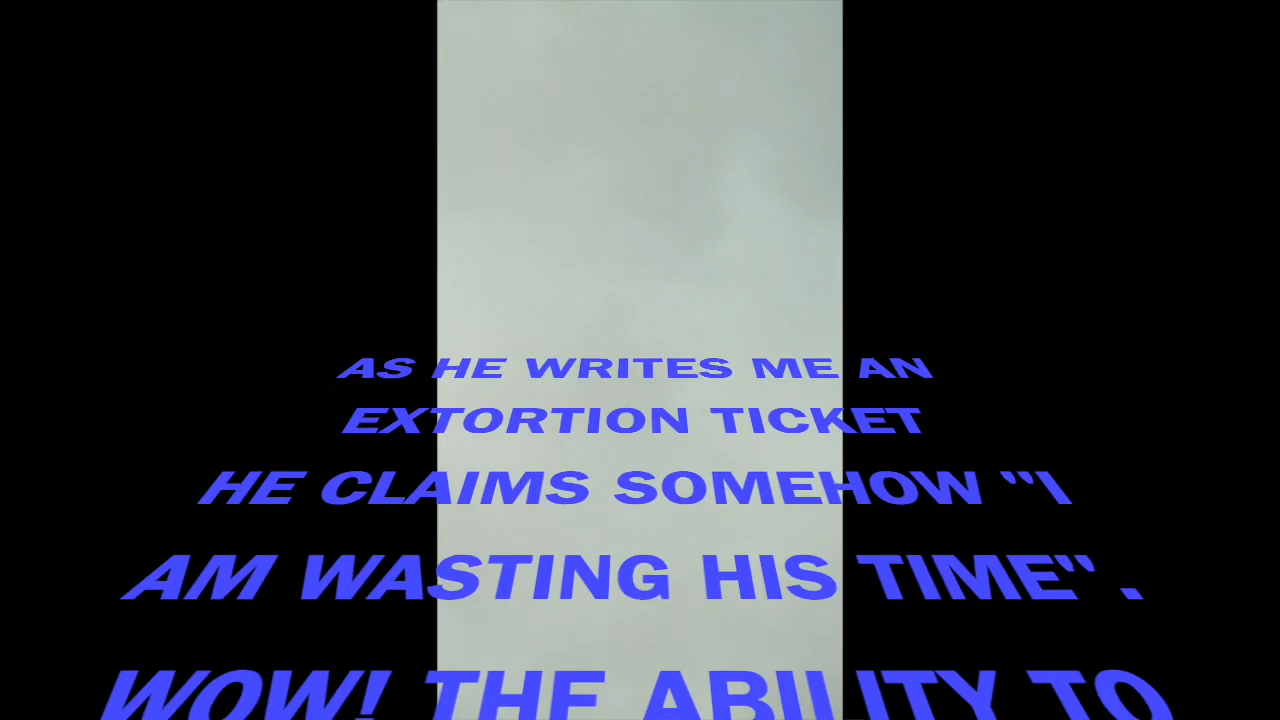 AS HE WRITES ME AN
EXTORTION TICKET
HE CLAIMS SOMEHOW "I
AM WASTING HIS TIME" .
WOW! THE ABILITY TO